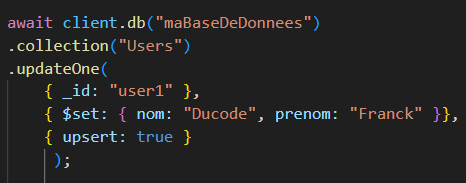 await client.db("maBaseDeDonnees")
.collection("Users")
.updateOne(
{ _id: "user1" },
{ $set: { nom: "Ducode", prenom: "Franck" }},
{ upsert: true }
);